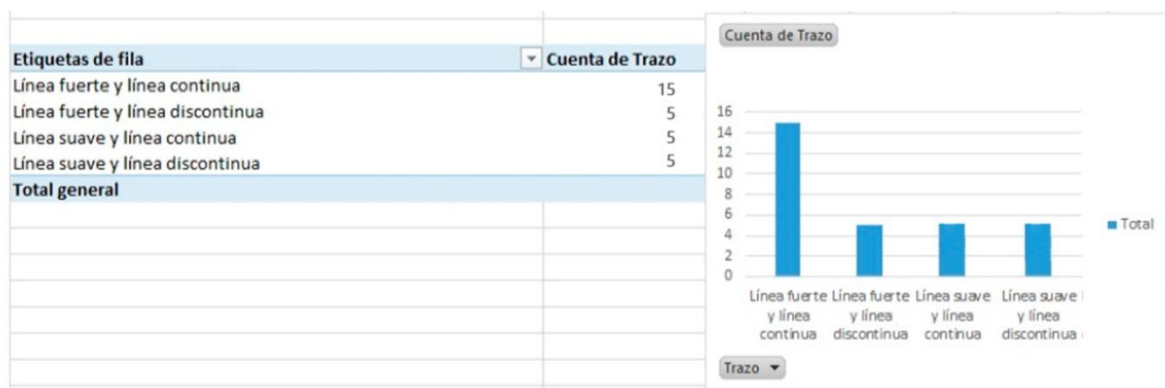 Etiquetas de fila Cuenta de Trazo
Línea fuerte y línea continua 15
Línea fuerte y línea discontinua 5
Línea suave y línea continua 5
Línea suave y línea discontinua 5
Total general
Cuenta de Trazo
16
14
12
10
8
6
4
2
0
Total
Línea fuerte y línea continua
Línea fuerte y línea discontinua
Línea suave y línea continua
Línea suave y línea discontinua
Trazo